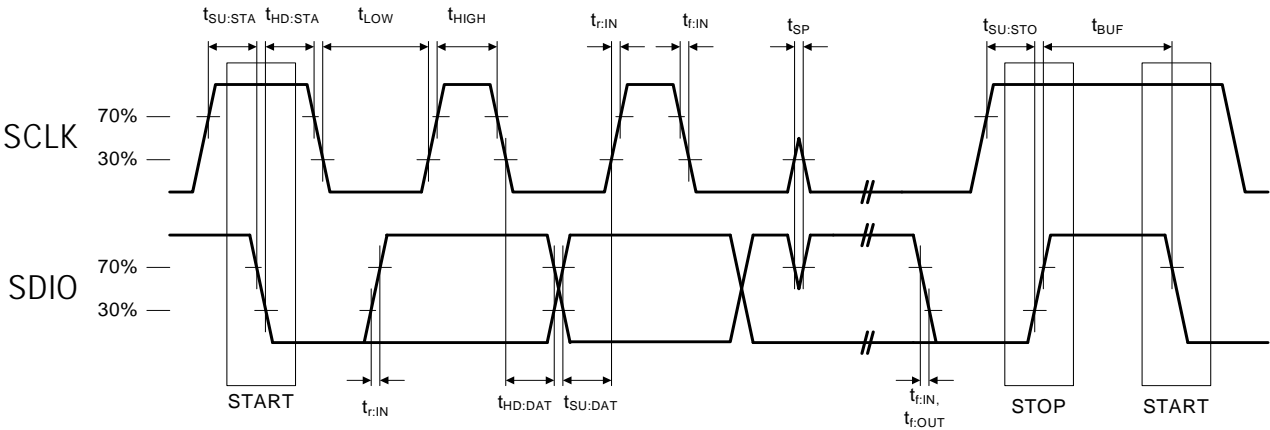 tSU:STA tHD:STA tLOW tHIGH tr:IN tf:IN tSP tSU:STO tBUF
SCLK
70%
30%
SDIO
70%
30%
START
tr:IN
tHD:DAT tSU:DAT
tf:IN,
tf:OUT
STOP
START